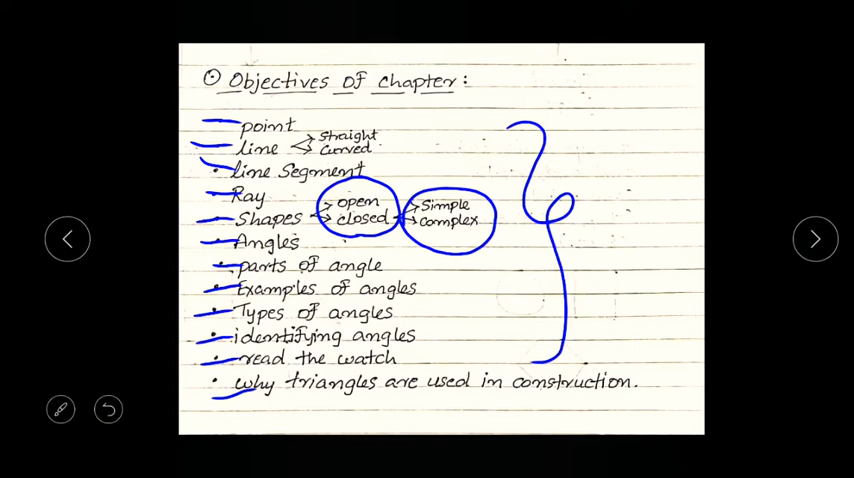 Objectives of chapter:
point
line → straight
→ curved
• line segment
Ray
• shapes → open → simple
→ closed → complex
• Angles
• parts of angle
• Examples of angles
• Types of angles
• identifying angles
• read the watch
• why triangles are used in construction.